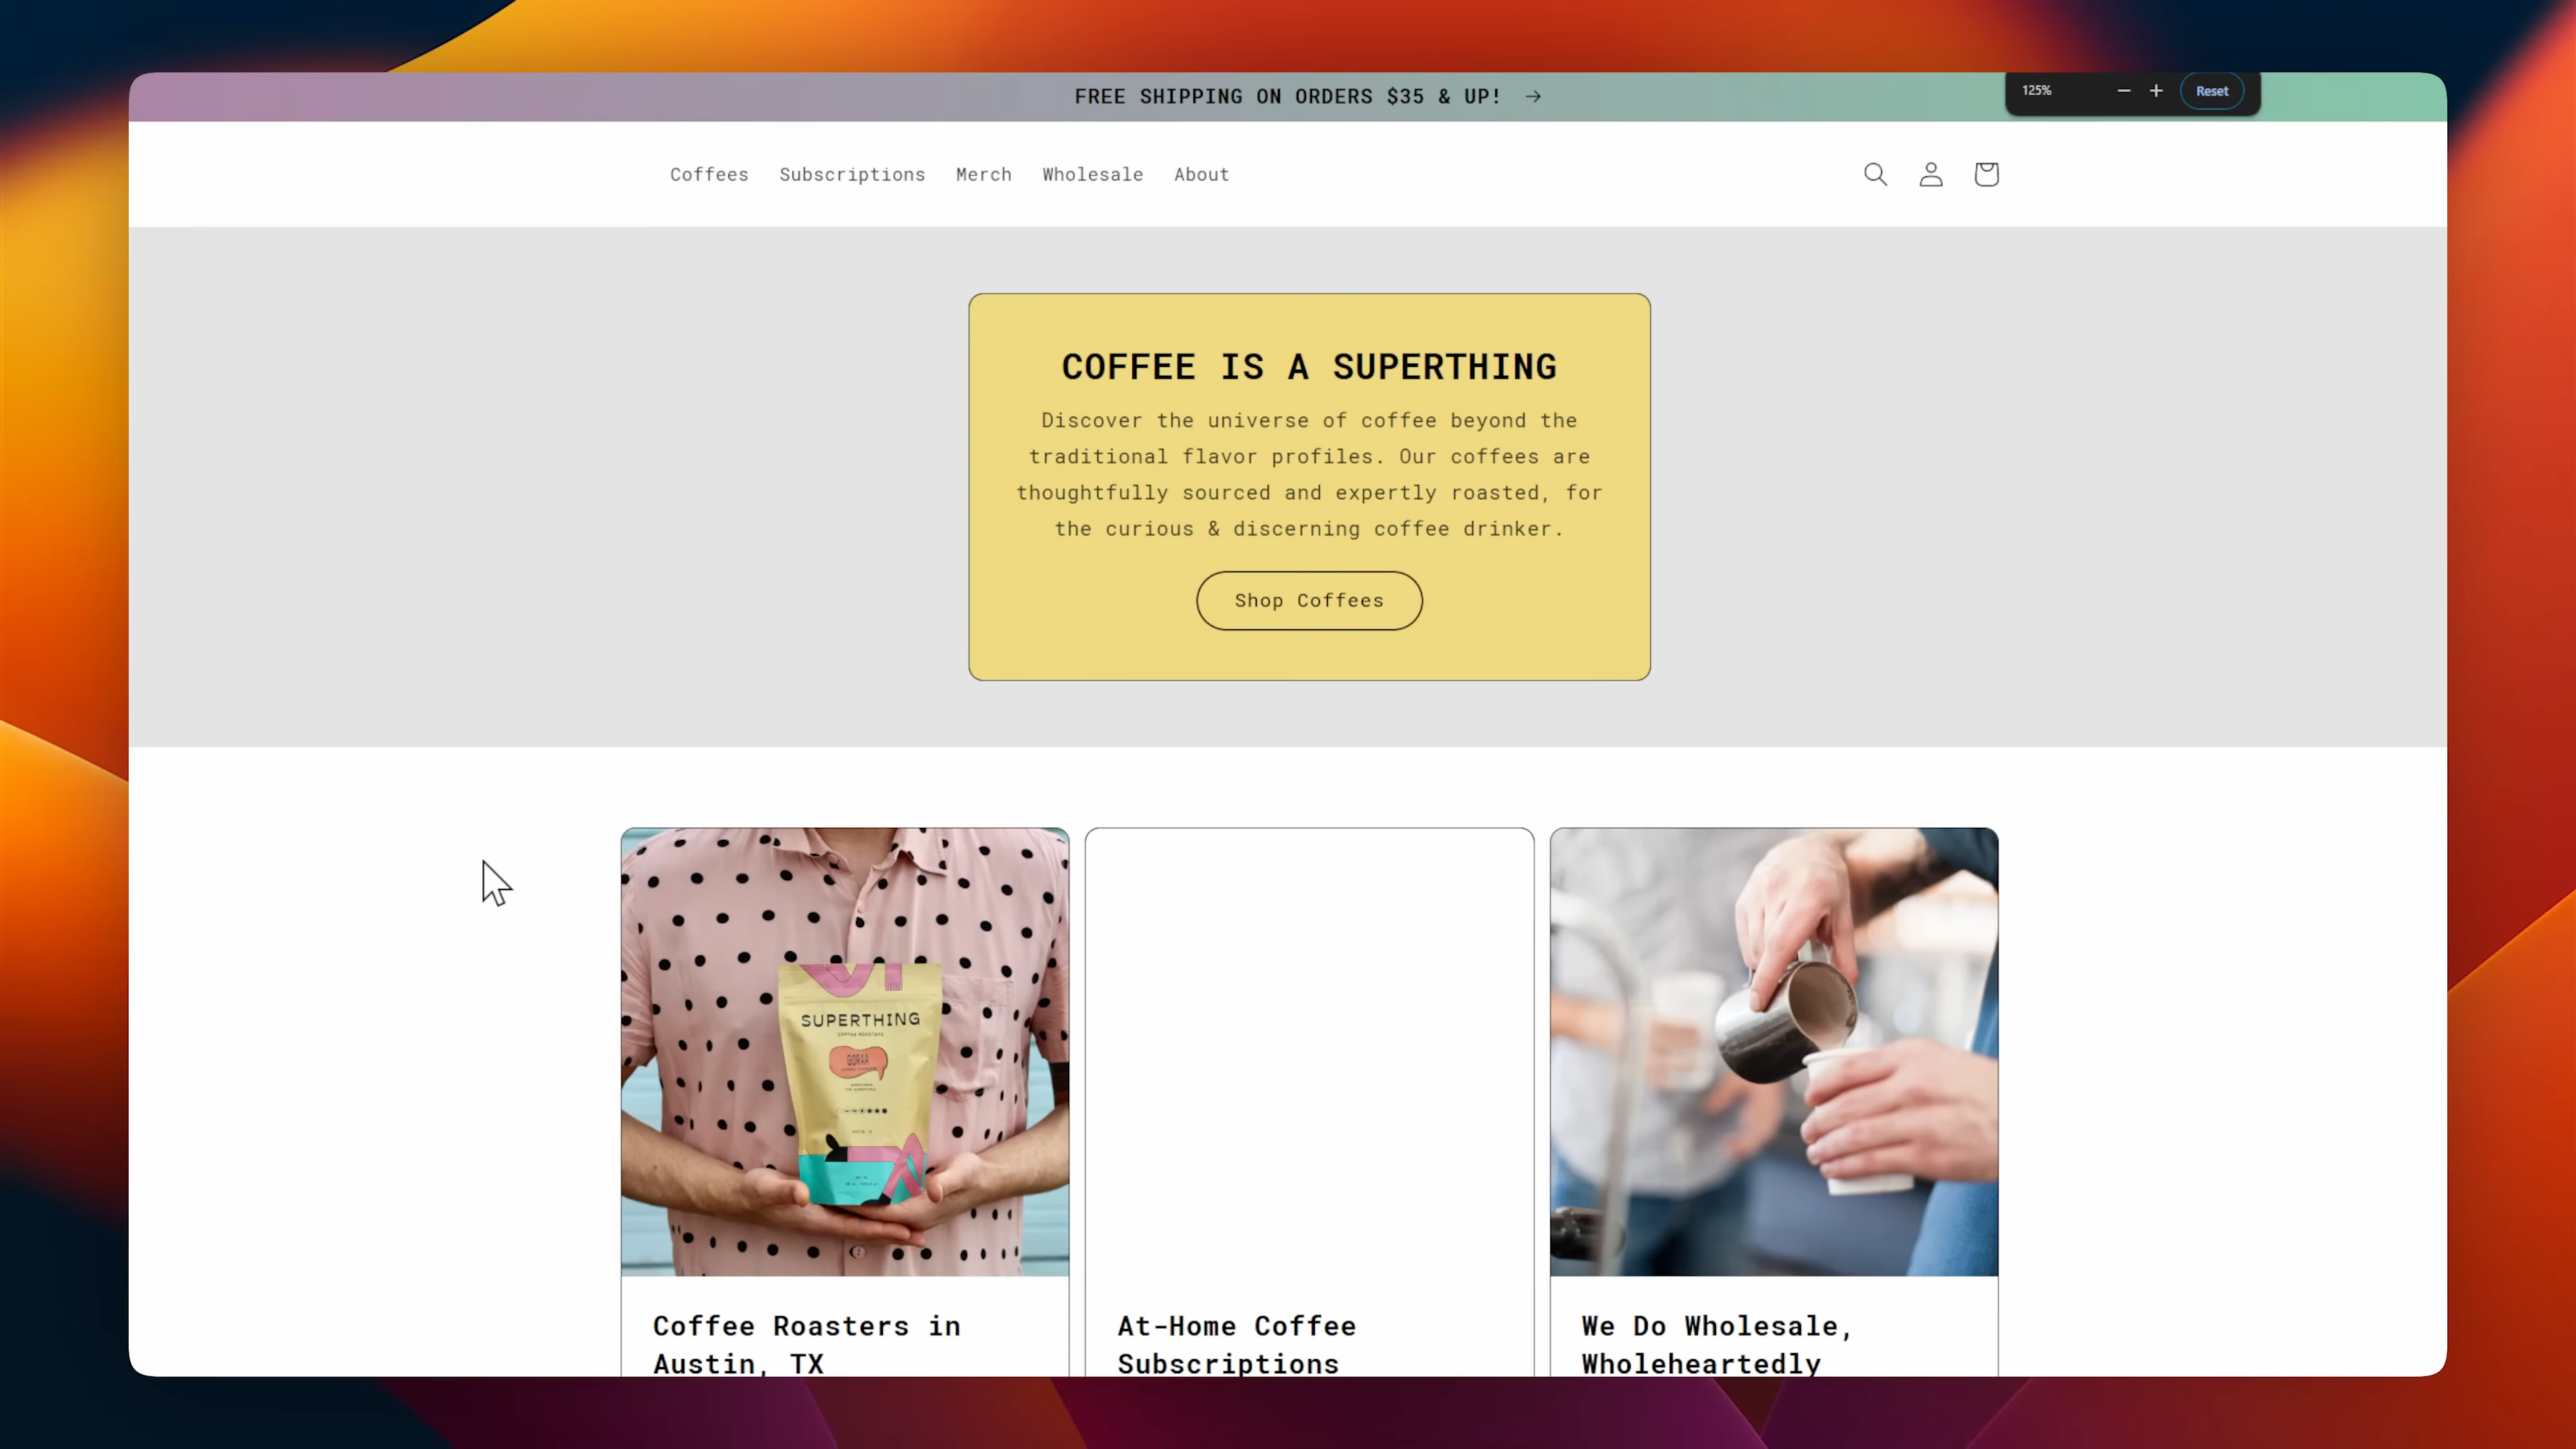 FREE SHIPPING ON ORDERS $35 & UP! →
125%
Reset
Coffees
Subscriptions
Merch
Wholesale
About
COFFEE IS A SUPERTHING
Discover the universe of coffee beyond the
traditional flavor profiles. Our coffees are
thoughtfully sourced and expertly roasted, for
the curious & discerning coffee drinker.
Shop Coffees
SUPERTHING
COFFEE ROASTERS
GORAA
Coffee Roasters in
Austin, TX
At-Home Coffee
Subscriptions
We Do Wholesale,
Wholeheartedly